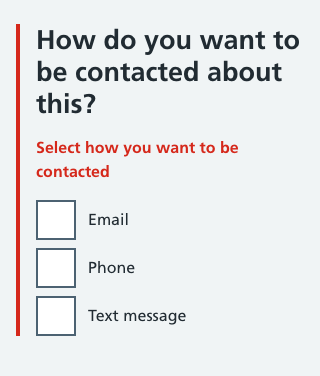 How do you want to
be contacted about
this?
Select how you want to be
contacted
Email
Phone
Text message